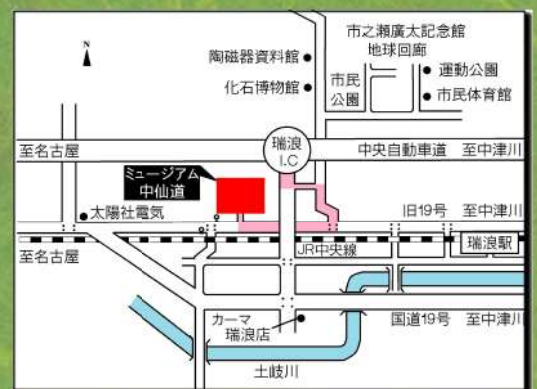 市之瀬廣太記念館
地球回廊
N
陶磁器資料館
運動公園
市民
公園
化石博物館
市民体育館
瑞浪
I.C
至名古屋
中央自動車道 至中津川
ミュージアム
中仙道
太陽社電気
旧19号 至中津川
瑞浪駅
至名古屋
JR中央線
カーマ
瑞浪店
国道19号 至中津川
土岐川